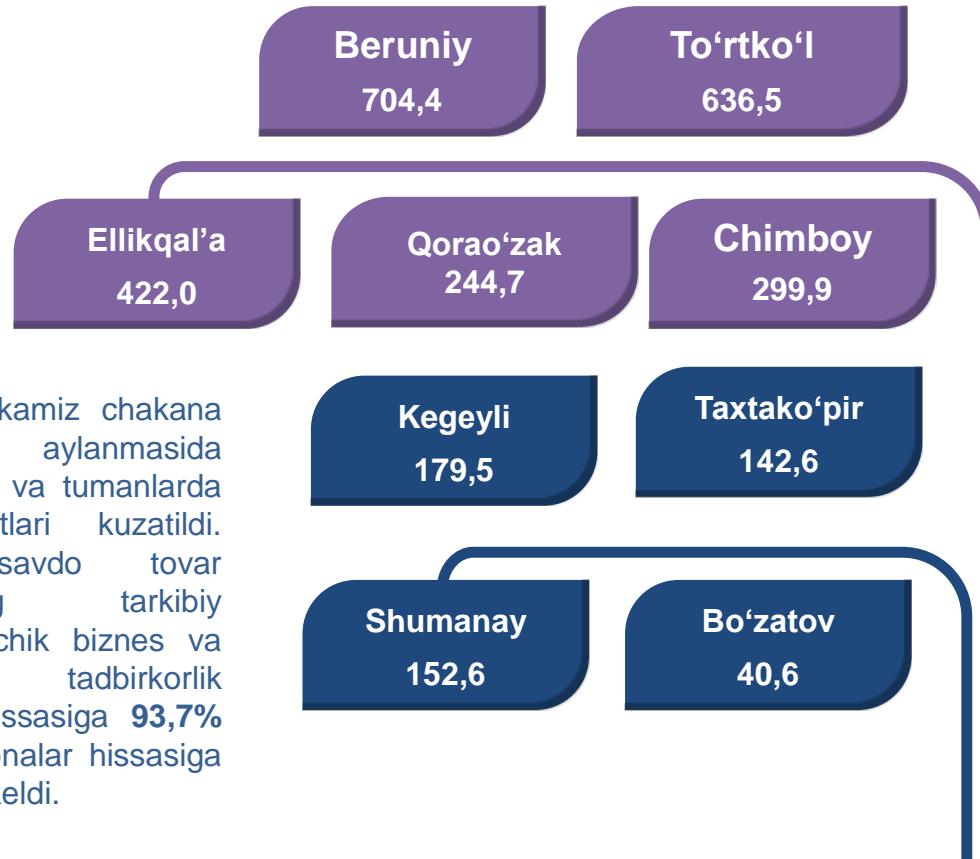 Beruniy
704,4
To‘rtko‘l
636,5
Ellikqal’a
422,0
Qorao‘zak
244,7
Chimboy
299,9
Kegeyli
179,5
Taxtako‘pir
142,6
Shumanay
152,6
Bo‘zatov
40,6
kamiz chakana
aylanmasida
va tumanlarda
tlari kuzatildi.
savdo tovar
g tarkibiy
chik biznes va
tadbirkorlik
ssasiga 93,7%
onalar hissasiga
eldi.